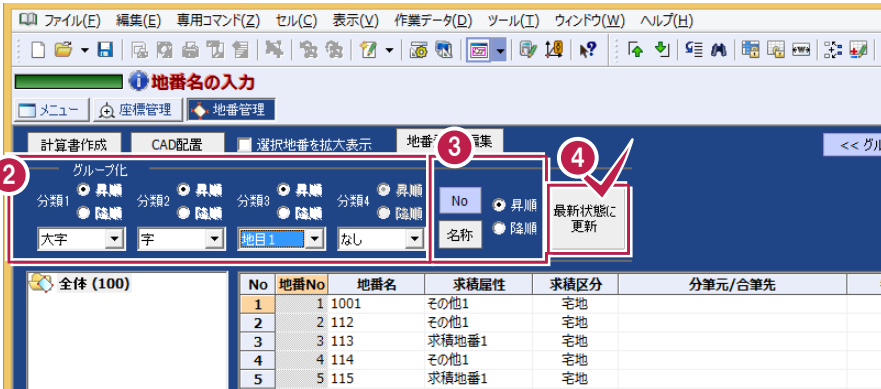 ファイル(F) 編集(E) 専用コマンド(Z) セル(C) 表示(V) 作業データ(D) ツール(T) ウィンドウ(W) ヘルプ(H)
地番名の入力
メニュー 座標管理 地番管理
計算書作成 CAD配置 選択地番を拡大表示 地番 編集 << グル
2 3 4
グループ化
分類1 昇順 降順 分類2 昇順 降順 分類3 昇順 降順 分類4 昇順 降順
大字 字 地目1 なし
No 名称 昇順 降順
最新状態に
更新
全体 (100)
No 地番No 地番名 求積属性 求積区分 分筆元/合筆先
1 1 1001 その他1 宅地
2 2 112 その他1 宅地
3 3 113 求積地番1 宅地
4 4 114 その他1 宅地
5 5 115 求積地番1 宅地